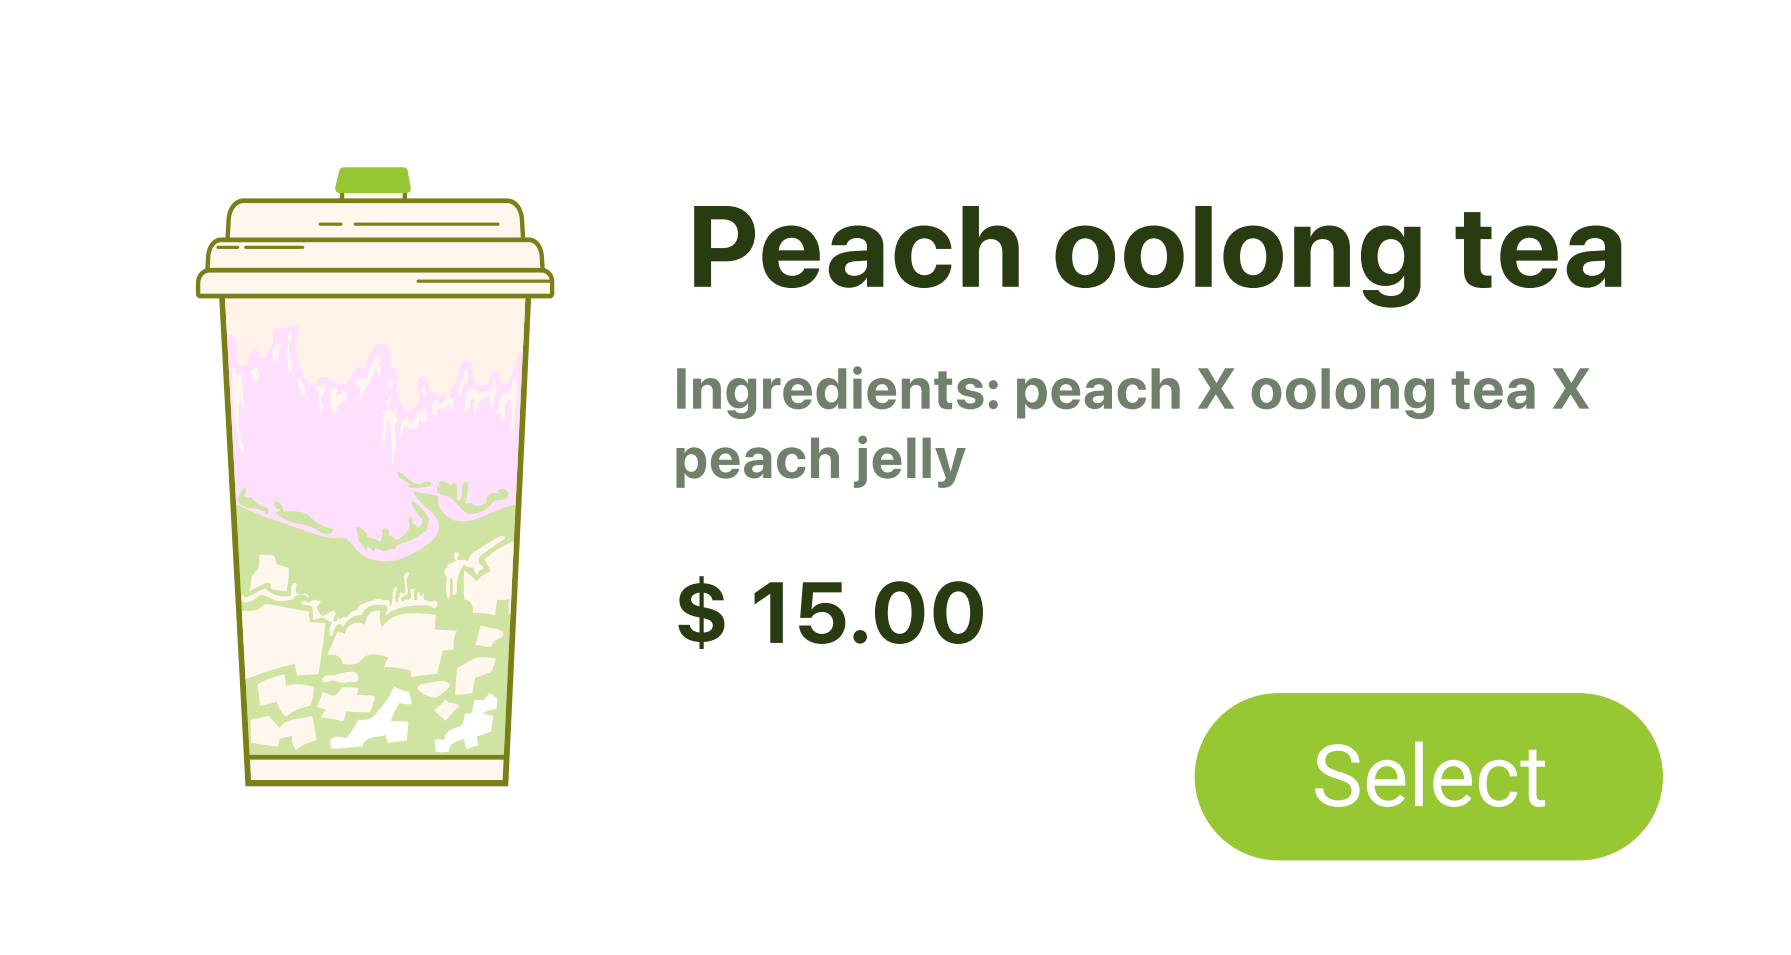 Peach oolong tea
Ingredients: peach X oolong tea X
peach jelly
$ 15.00
Select